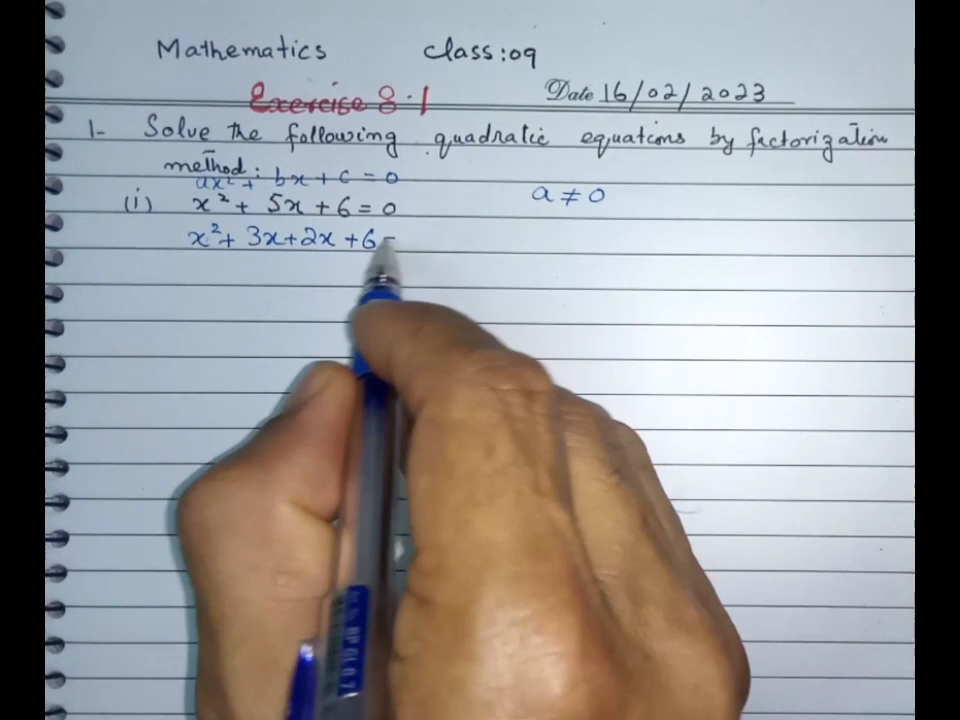 Mathematics Class:09
Exercise 8.1 Date 16/02/2023
1- Solve the following quadratic equations by factorization
method:
ax² + bx + c = 0 a ≠ 0
(i) x² + 5x + 6 = 0
x² + 3x + 2x + 6 =